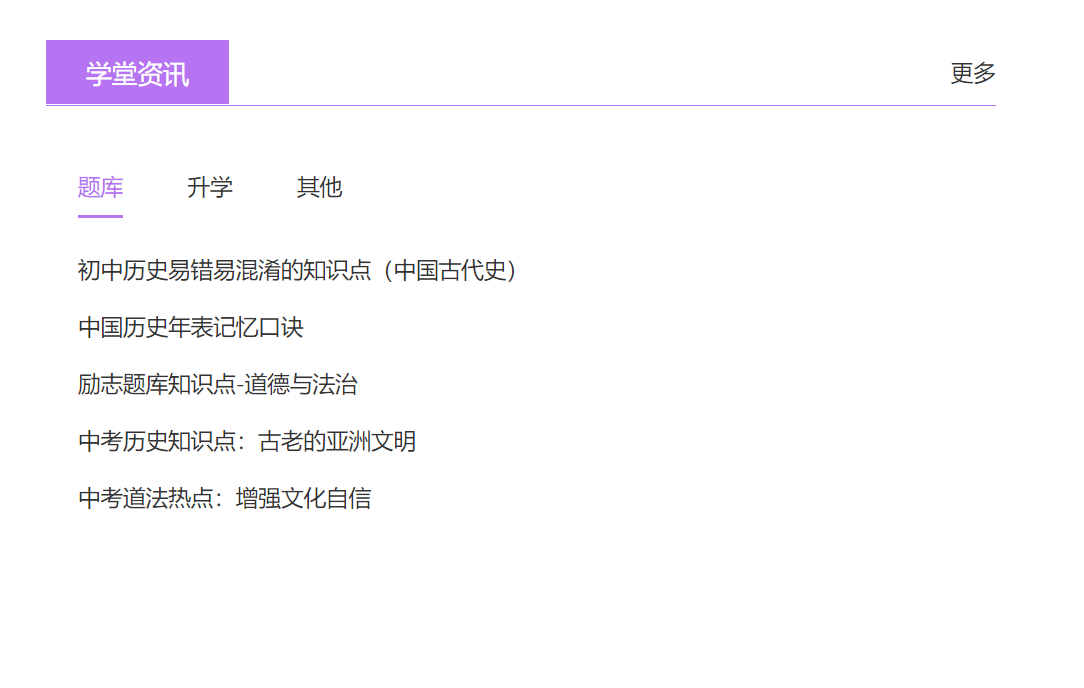 学堂资讯
更多
题库 升学 其他
初中历史易错易混淆的知识点（中国古代史）
中国历史年表记忆口诀
励志题库知识点-道德与法治
中考历史知识点：古老的亚洲文明
中考道法热点：增强文化自信